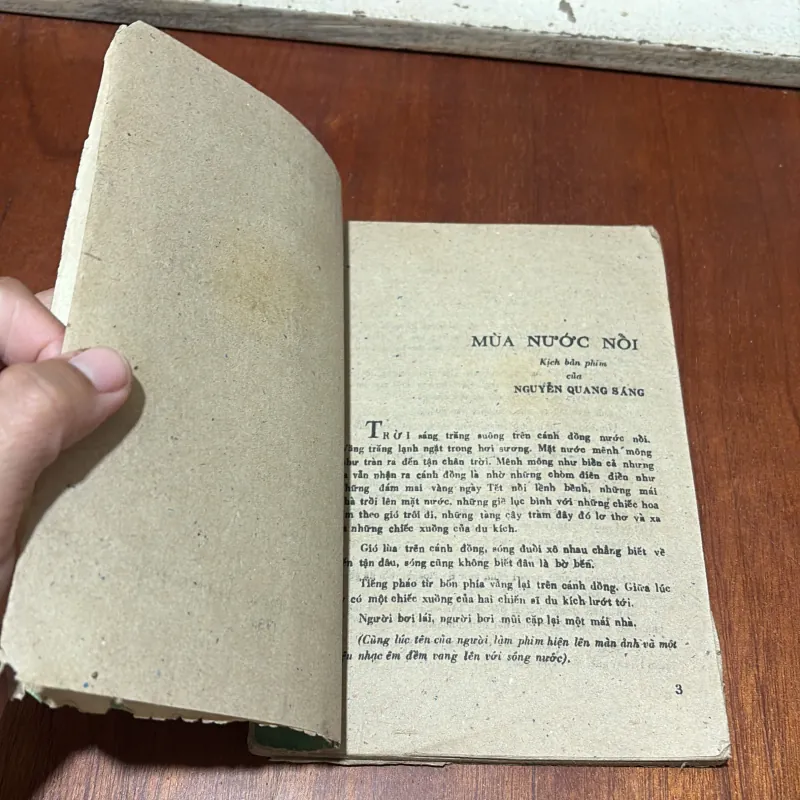 MÙA NƯỚC NỔI
Kịch bản phim
của
NGUYỄN QUANG SÁNG
TRỜI sáng trăng suông trên cánh đồng nước nổi.
trăng lạnh ngật trong hơi sương. Mặt nước mênh mông
như tràn ra đến tận chân trời. Mênh mông như biển cả nhưng
vẫn nhận ra cánh đồng là nhờ những chòm điên điển như
những đám mai vàng ngày Tết nổi lềnh bềnh, những mái
trồi lên mặt nước, những giề lục bình với những chiếc hoa
theo gió trôi đi, những tàng cây tràm đây đó lơ thơ và xa
những chiếc xuồng của du kích.
Gió lùa trên cánh đồng, sóng đuổi xô nhau chẳng biết về
tận đâu, sóng cũng không biết đâu là bờ bến.
Tiếng pháo từ bốn phía vẳng lại trên cánh đồng. Giữa lúc
có một chiếc xuồng của hai chiến sĩ du kích lướt tới.
Người bơi lái, người bơi mũi cặp lại một mái nhà.
(Cùng lúc tên của người làm phim hiện lên màn ảnh và một
nhạc êm đềm vang lên với sóng nước).
3